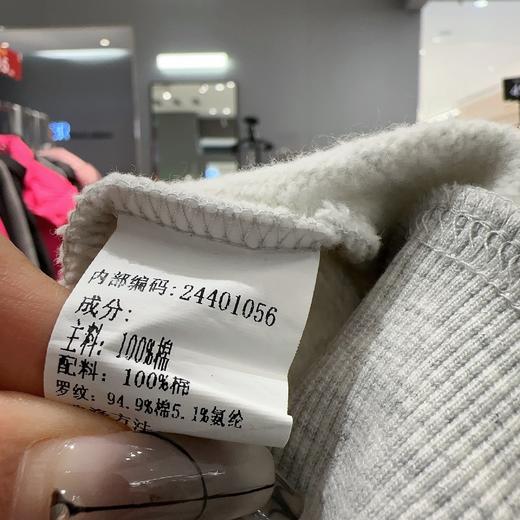 内部编码:24401056
成分:
主料: 100%棉
配料: 100%棉
罗纹: 94.9%棉5.1%氨纶